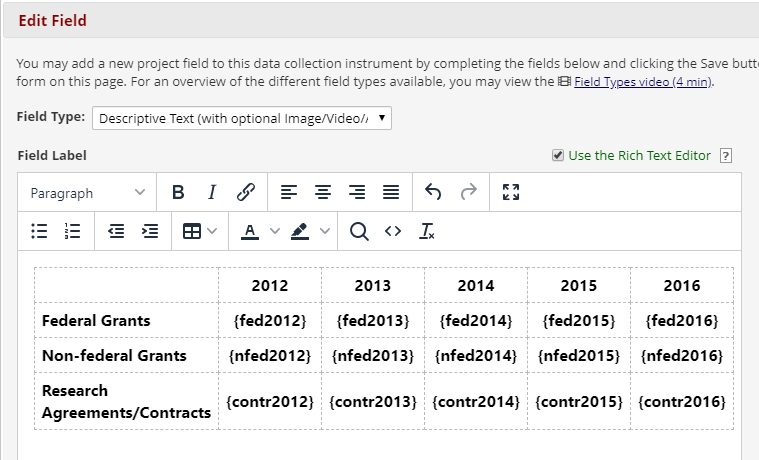 Edit Field
You may add a new project field to this data collection instrument by completing the fields below and clicking the Save butt
form on this page. For an overview of the different field types available, you may view the Field Types video (4 min).
Field Type: Descriptive Text (with optional Image/Video/
Field Label Use the Rich Text Editor ?
Paragraph B I
A
2012 2013 2014 2015 2016
Federal Grants {fed2012} {fed2013} {fed2014} {fed2015} {fed2016}
Non-federal Grants {nfed2012} {nfed2013} {nfed2014} {nfed2015} {nfed2016}
Research
Agreements/Contracts {contr2012} {contr2013} {contr2014} {contr2015} {contr2016}